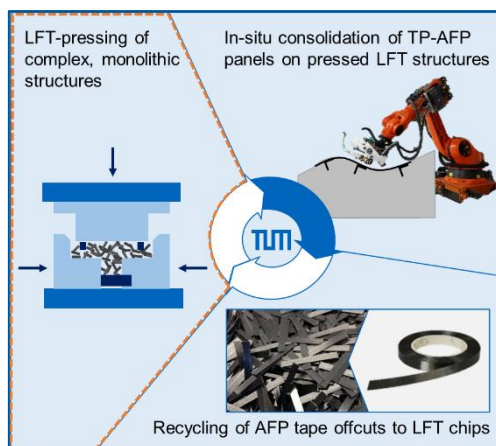 LFT-pressing of
complex, monolithic
structures
In-situ consolidation of TP-AFP
panels on pressed LFT structures
TUM
Recycling of AFP tape offcuts to LFT chips